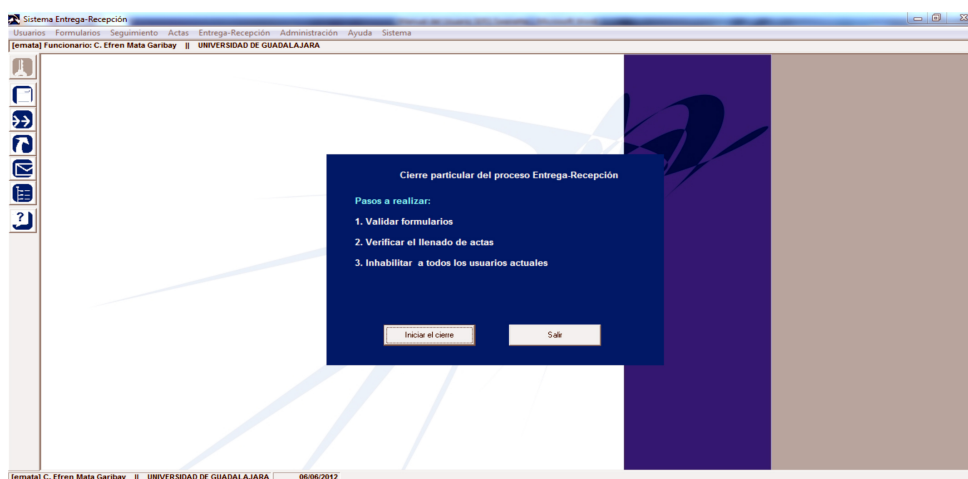 Sistema Entrega-Recepción
Usuarios Formularios Seguimiento Actas Entrega-Recepción Administración Ayuda Sistema
[emata] Funcionario: C. Efren Mata Garibay || UNIVERSIDAD DE GUADALAJARA
Cierre particular del proceso Entrega-Recepción
Pasos a realizar:
1. Validar formularios
2. Verificar el llenado de actas
3. Inhabilitar a todos los usuarios actuales
Iniciar el cierre Salir
[emata] C. Efren Mata Garibay || UNIVERSIDAD DE GUADALAJARA 06/06/2012